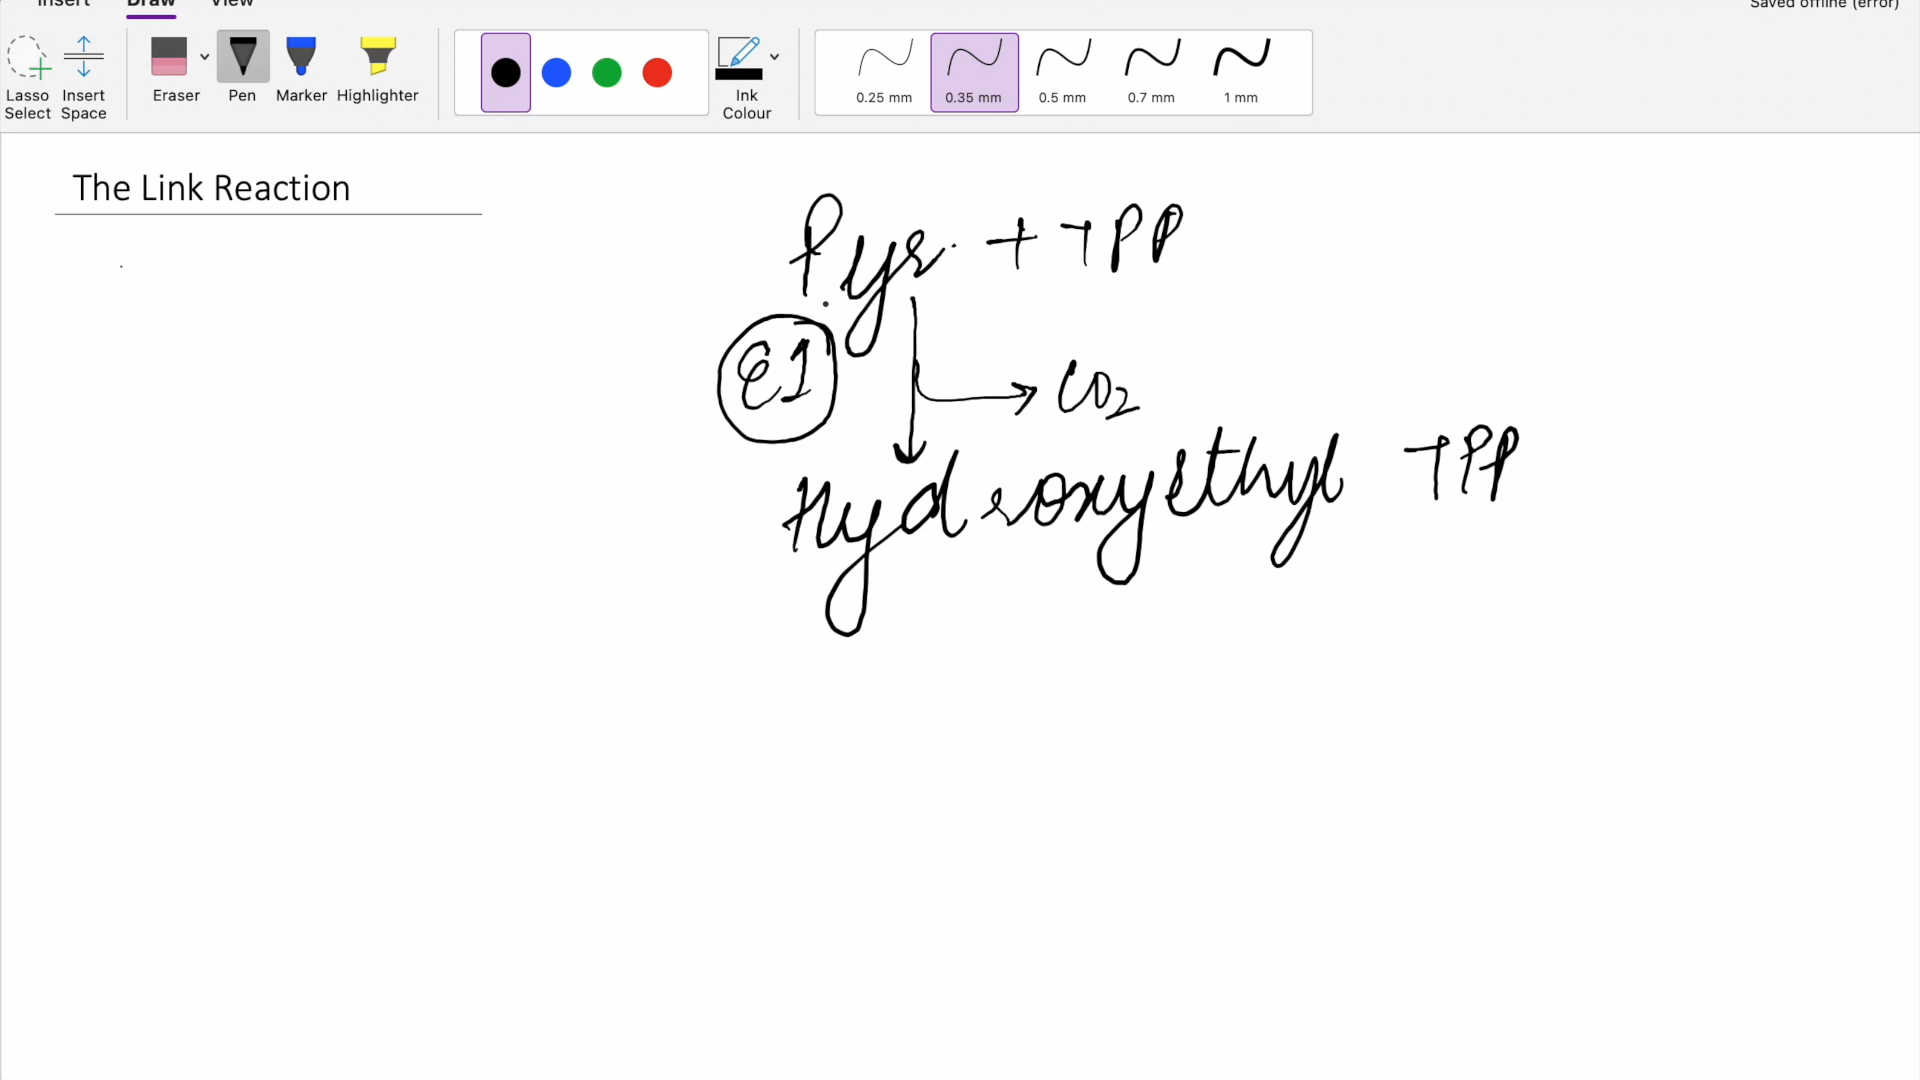 Insert Draw View Saved offline (error)
Lasso Select
Insert Space
Eraser
Pen
Marker
Highlighter
Ink Colour
0.25 mm
0.35 mm
0.5 mm
0.7 mm
1 mm
The Link Reaction
Pyr. + TPP
E1
CO2
Hydroxyethyl TPP